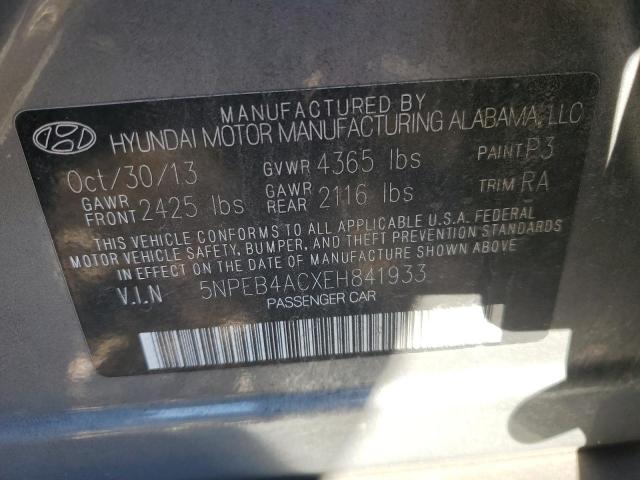 MANUFACTURED BY
HYUNDAI MOTOR MANUFACTURING ALABAMA, LLC
Oct/30/13 GVWR 4365 lbs PAINT P3
GAWR FRONT 2425 lbs GAWR REAR 2116 lbs TRIM RA
THIS VEHICLE CONFORMS TO ALL APPLICABLE U.S.A. FEDERAL
MOTOR VEHICLE SAFETY, BUMPER, AND THEFT PREVENTION STANDARDS
IN EFFECT ON THE DATE OF MANUFACTURE SHOWN ABOVE
V.I.N 5NPEB4ACXEH841933
PASSENGER CAR